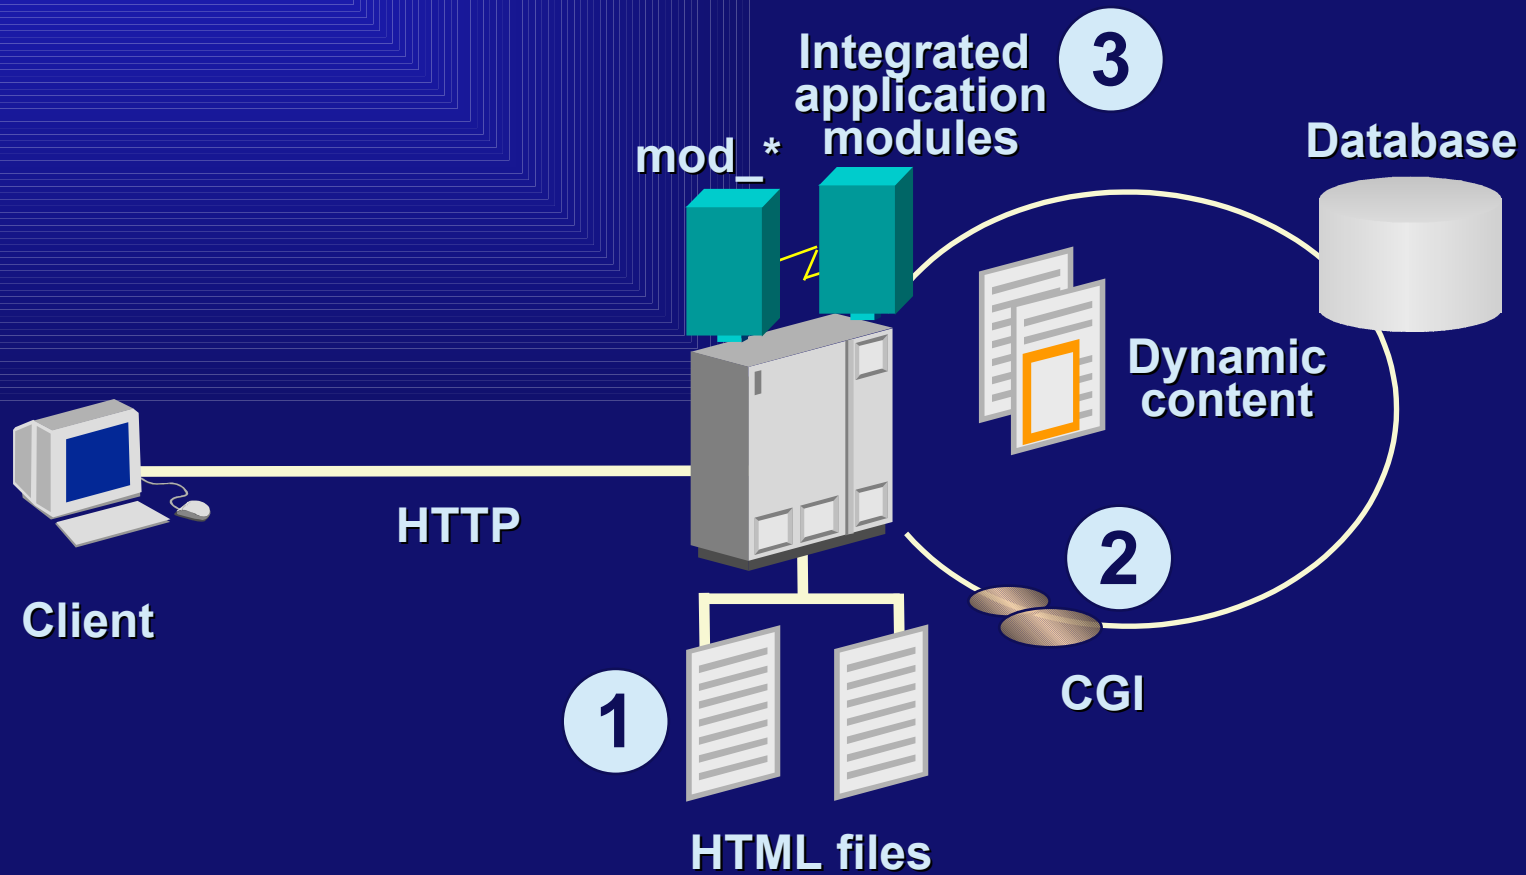 Integrated
application
modules
3
mod_*
Database
Dynamic
content
HTTP
2
Client
CGI
1
HTML files